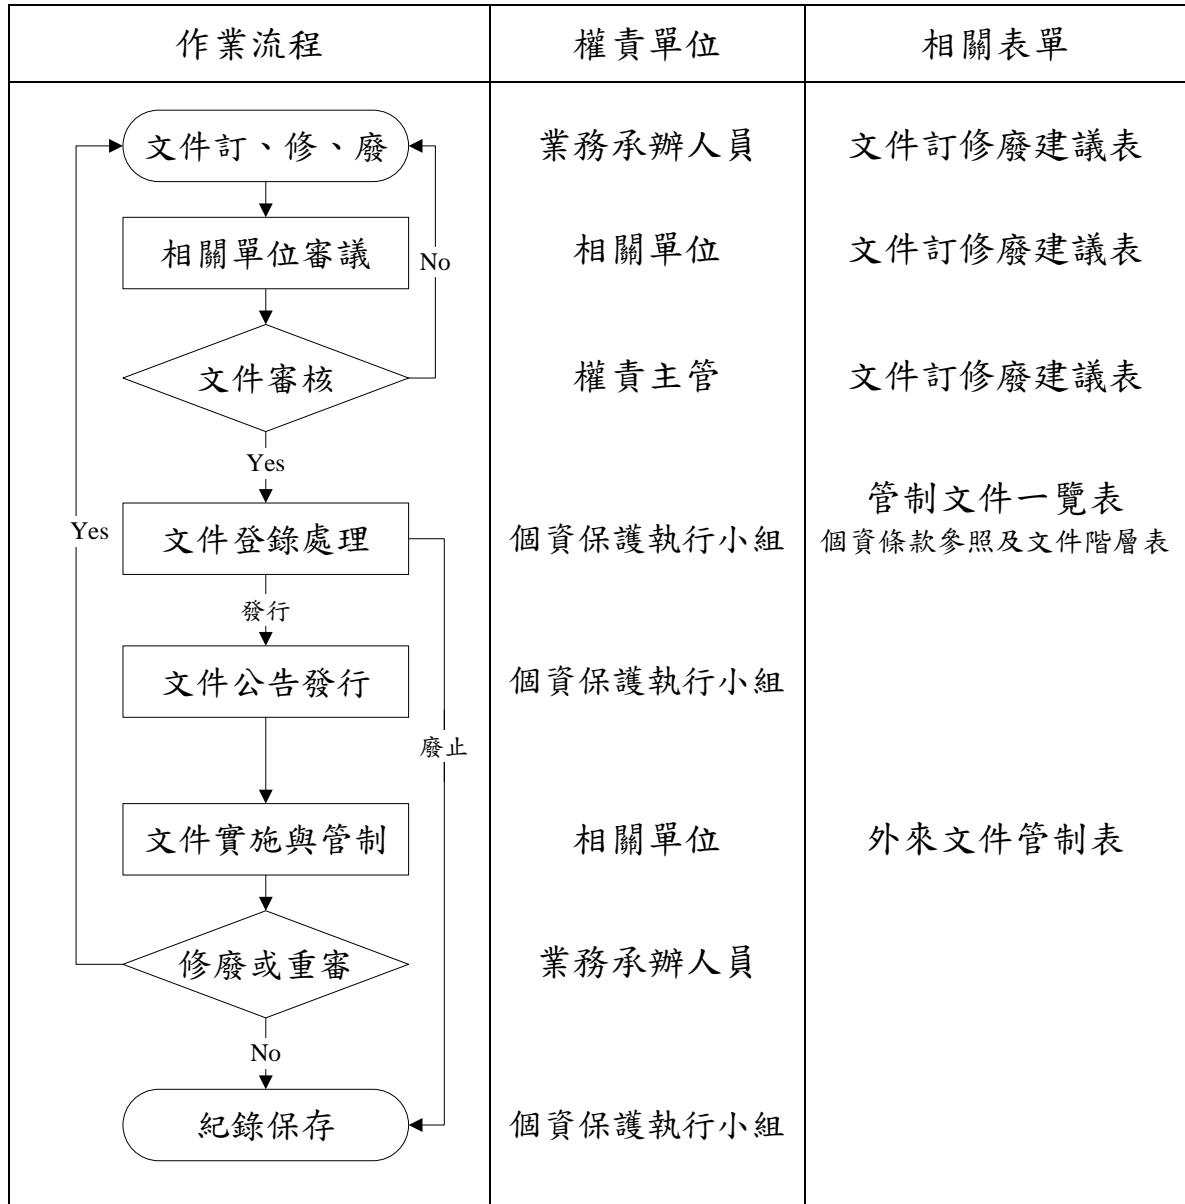 作業流程
權責單位
相關表單
文件訂、修、廢
業務承辦人員
文件訂修廢建議表
相關單位審議
No
相關單位
文件訂修廢建議表
文件審核
權責主管
文件訂修廢建議表
Yes
管制文件一覽表
Yes
文件登錄處理
個資保護執行小組
個資條款參照及文件階層表
發行
文件公告發行
個資保護執行小組
廢止
文件實施與管制
相關單位
外來文件管制表
修廢或重審
業務承辦人員
No
紀錄保存
個資保護執行小組